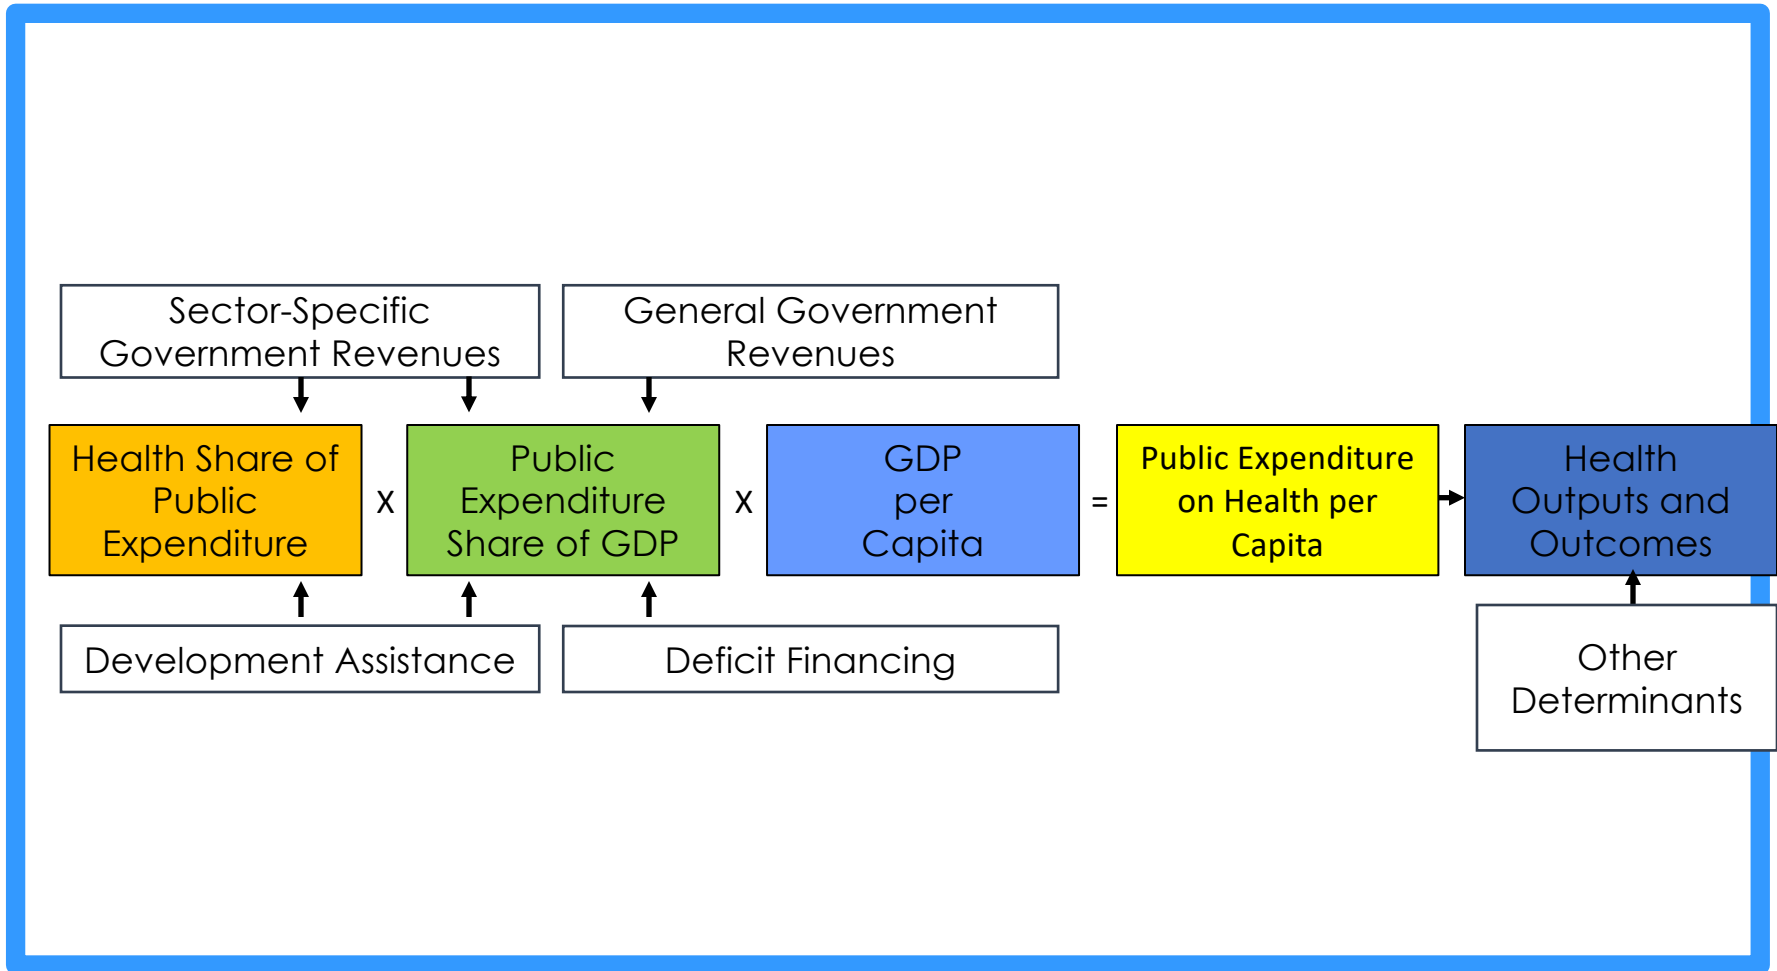 Sector-Specific
Government Revenues
General Government
Revenues
Health Share of
Public
Expenditure
X
Public
Expenditure
Share of GDP
X
GDP
per
Capita
=
Public Expenditure
on Health per
Capita
Health
Outputs and
Outcomes
Development Assistance
Deficit Financing
Other
Determinants